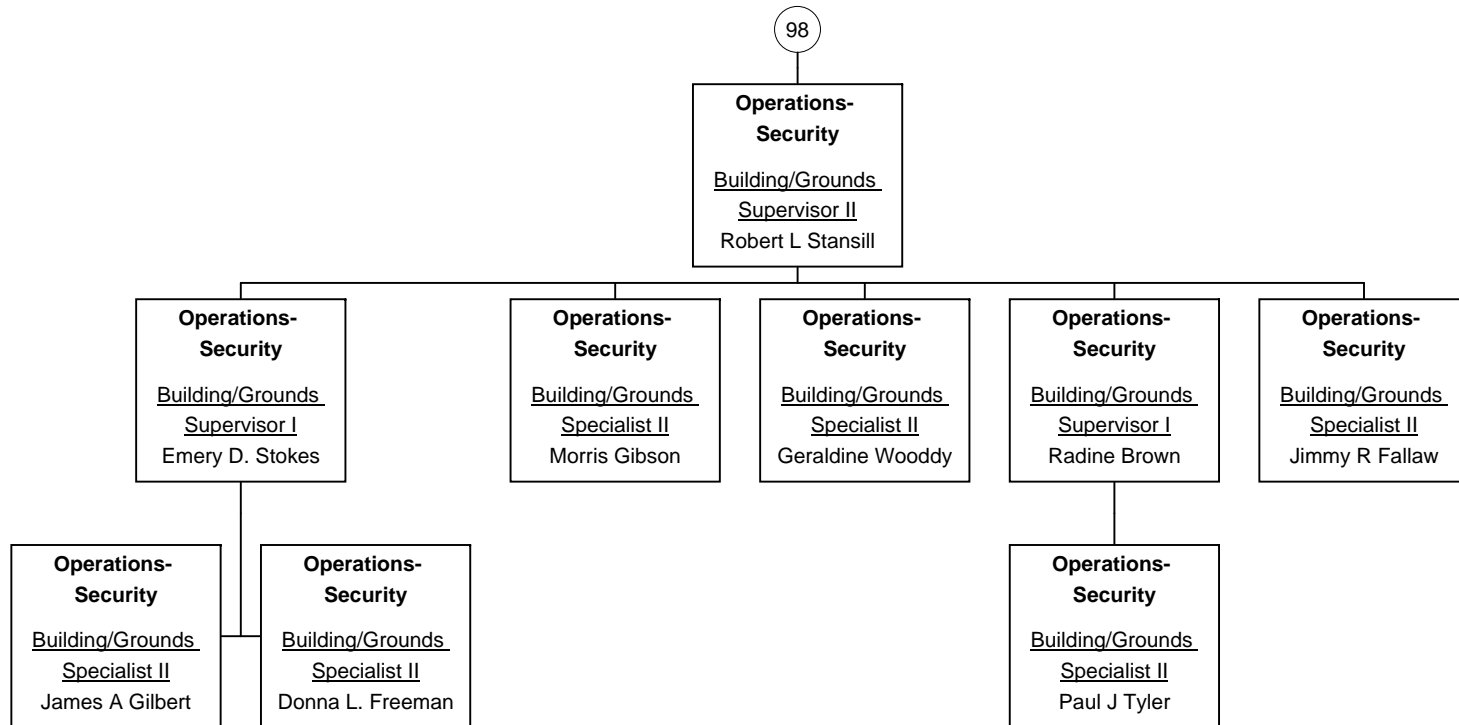 98
Operations-
Security
Building/Grounds
Supervisor II
Robert L Stansill
Operations-
Security
Building/Grounds
Supervisor I
Emery D. Stokes
Operations-
Security
Building/Grounds
Specialist II
Morris Gibson
Operations-
Security
Building/Grounds
Specialist II
Geraldine Wooddy
Operations-
Security
Building/Grounds
Supervisor I
Radine Brown
Operations-
Security
Building/Grounds
Specialist II
Jimmy R Fallaw
Operations-
Security
Building/Grounds
Specialist II
James A Gilbert
Operations-
Security
Building/Grounds
Specialist II
Donna L. Freeman
Operations-
Security
Building/Grounds
Specialist II
Paul J Tyler